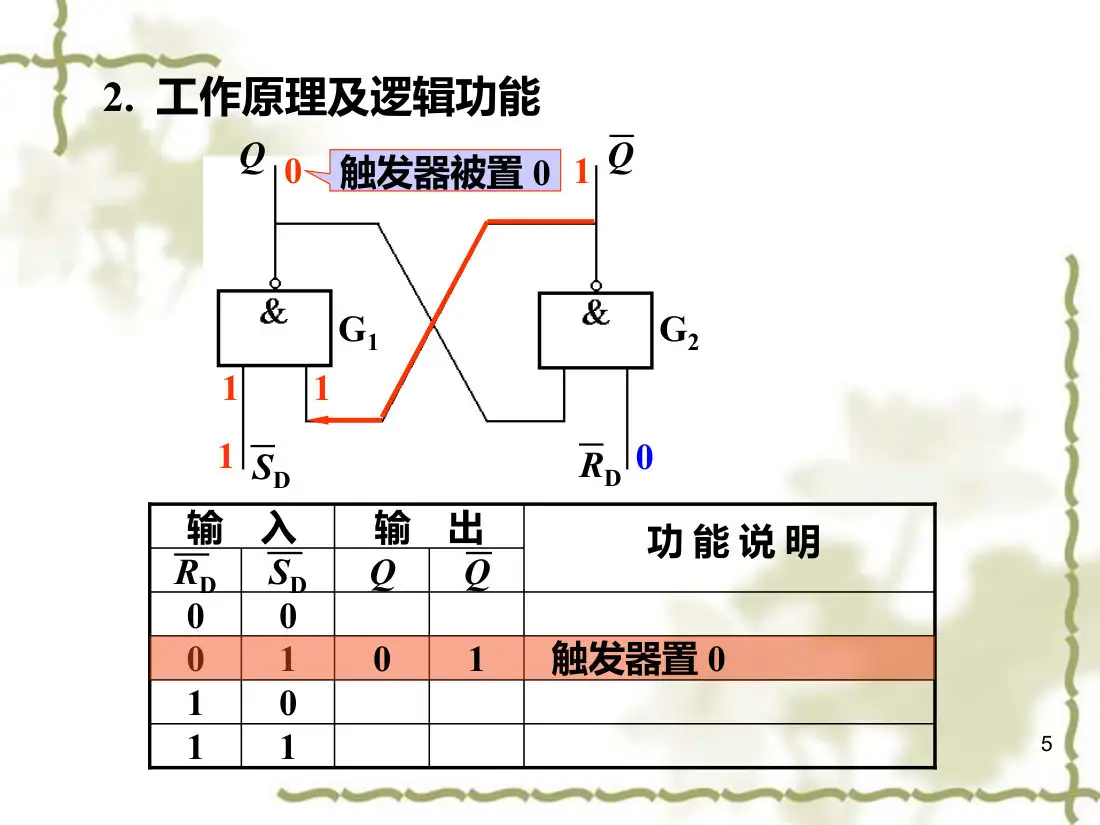 2. 工作原理及逻辑功能
Q 0 触发器被置 0 1 Q̅
& G₁ & G₂
1 1
1 S̅D R̅D 0
输 入 输 出 功 能 说 明
R̅D S̅D Q Q̅
0 0
0 1 0 1 触发器置 0
1 0
1 1
5